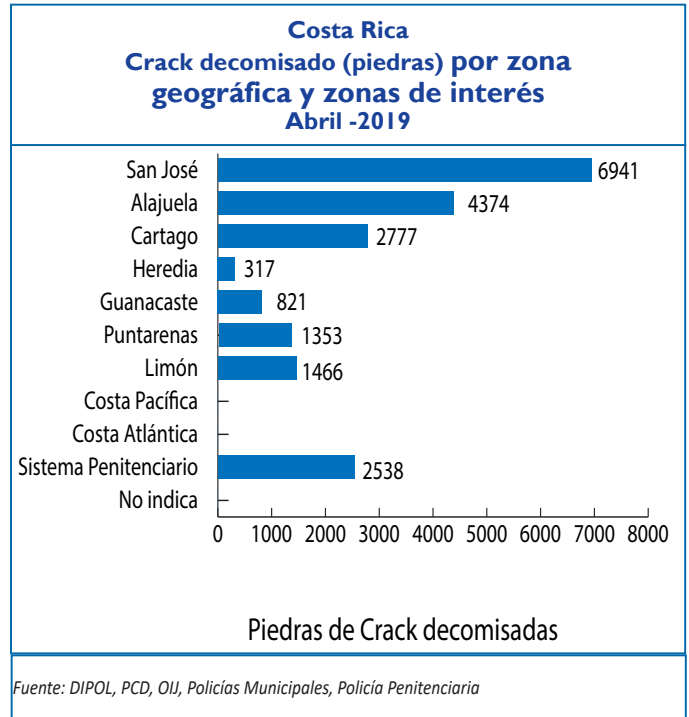 Costa Rica
Crack decomisado (piedras) por zona
geográfica y zonas de interés
Abril -2019
San José 6941
Alajuela 4374
Cartago 2777
Heredia 317
Guanacaste 821
Puntarenas 1353
Limón 1466
Costa Pacífica -
Costa Atlántica -
Sistema Penitenciario 2538
No indica -
0 1000 2000 3000 4000 5000 6000 7000 8000
Piedras de Crack decomisadas
Fuente: DIPOL, PCD, OIJ, Policías Municipales, Policía Penitenciaria